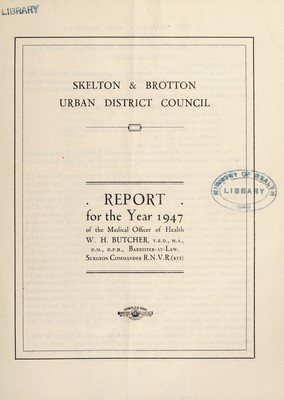 LIBRARY
SKELTON & BROTTON
URBAN DISTRICT COUNCIL
. REPORT .
for the Year 1947
of the Medical Officer of Health
W. H. BUTCHER, V.R.D., M.A.,
D.M., D.P.H., BARRISTER-AT-LAW.
SURGEON COMMANDER R.N.V.R.(RET)
MINISTRY OF HEALTH
LIBRARY